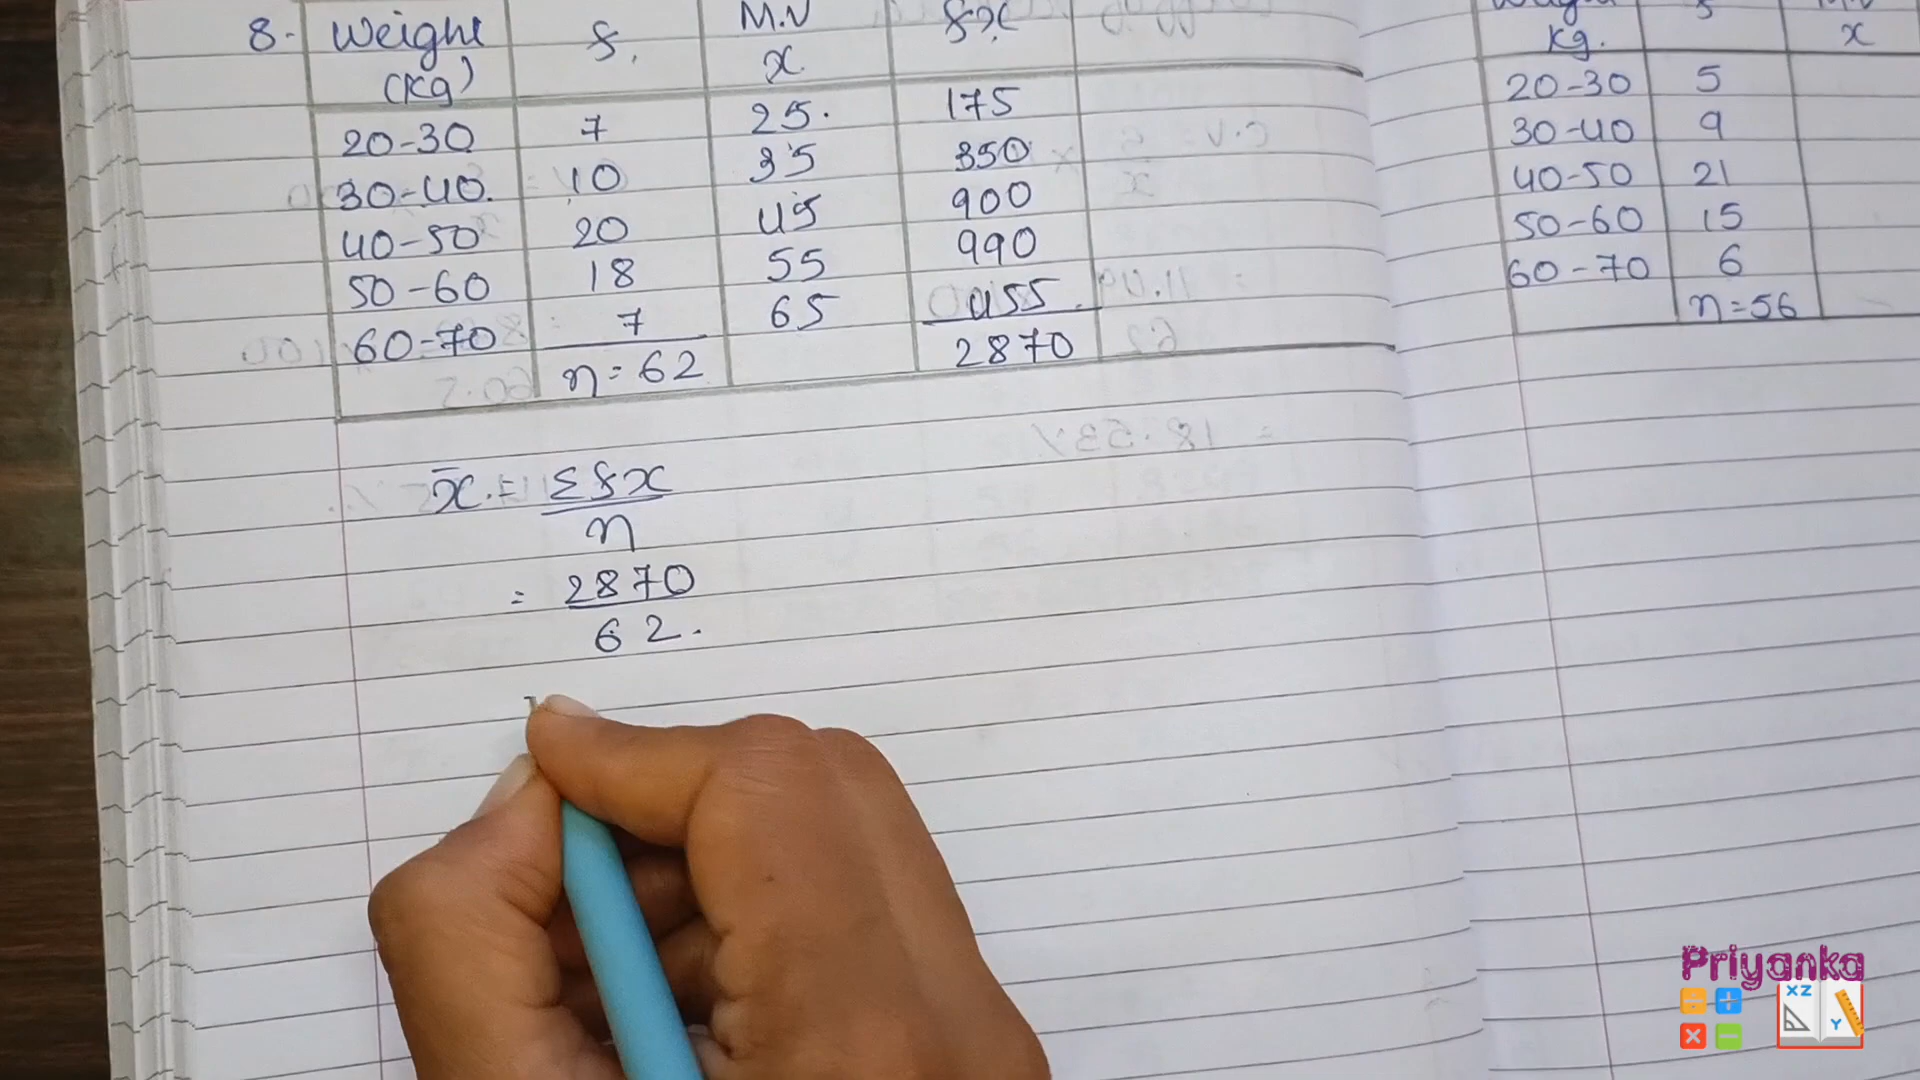 8. Weight f. M.V fx
(kg) x
20-30 7 25. 175
30-40. 10 35 350
40-50 20 45 900
50-60 18 55 990
60-70 7 65 455.
n=62 2870
x̄.= Σfx
n
= 2870
62.
f
kg. x
20-30 5
30-40 9
40-50 21
50-60 15
60-70 6
n=56
Priyanka
XZ
Y